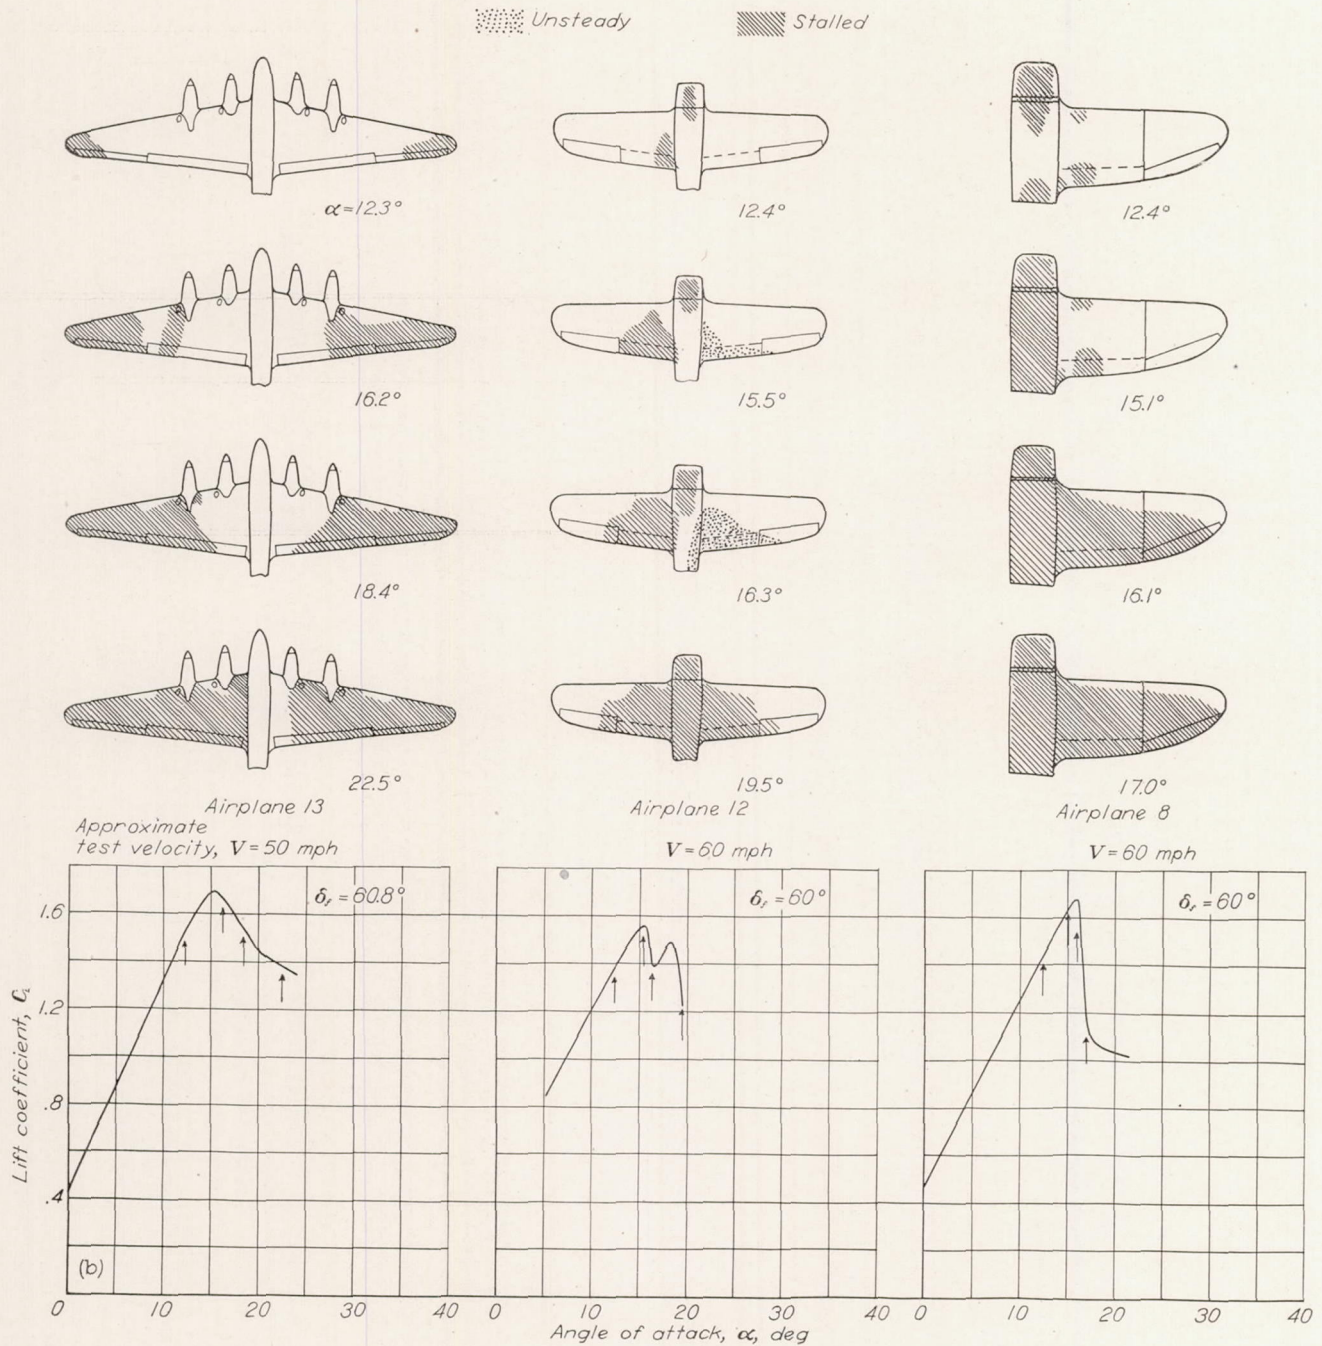 Unsteady Stalled
α=12.3° 12.4° 12.4°
16.2° 15.5° 15.1°
18.4° 16.3° 16.1°
22.5° 19.5° 17.0°
Airplane 13 Airplane 12 Airplane 8
Approximate
test velocity, V=50 mph V=60 mph V=60 mph
δf=60.8° δf=60° δf=60°
1.6
1.2
.8
.4
Lift coefficient, CL
(b)
0 10 20 30 40 0 10 20 30 40 0 10 20 30 40
Angle of attack, α, deg